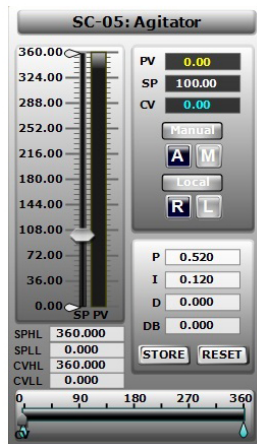 SC-05: Agitator
360.00
324.00
288.00
252.00
216.00
180.00
144.00
108.00
72.00
36.00
0.00
SP PV
PV 0.00
SP 100.00
CV 0.00
Manual
A M
Local
R L
P 0.520
I 0.120
D 0.000
DB 0.000
STORE RESET
SPHL 360.000
SPLL 0.000
CVHL 360.000
CVLL 0.000
0 90 180 270 360
CV